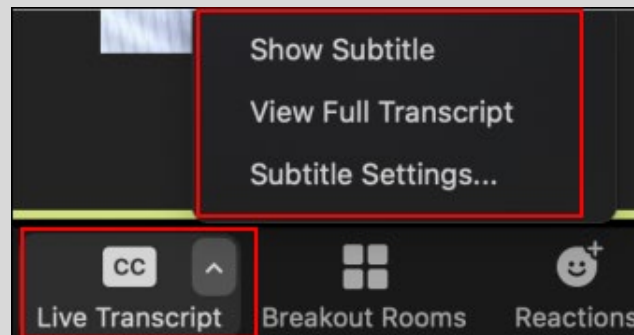 Show Subtitle
View Full Transcript
Subtitle Settings...
CC
Live Transcript
Breakout Rooms
Reactions